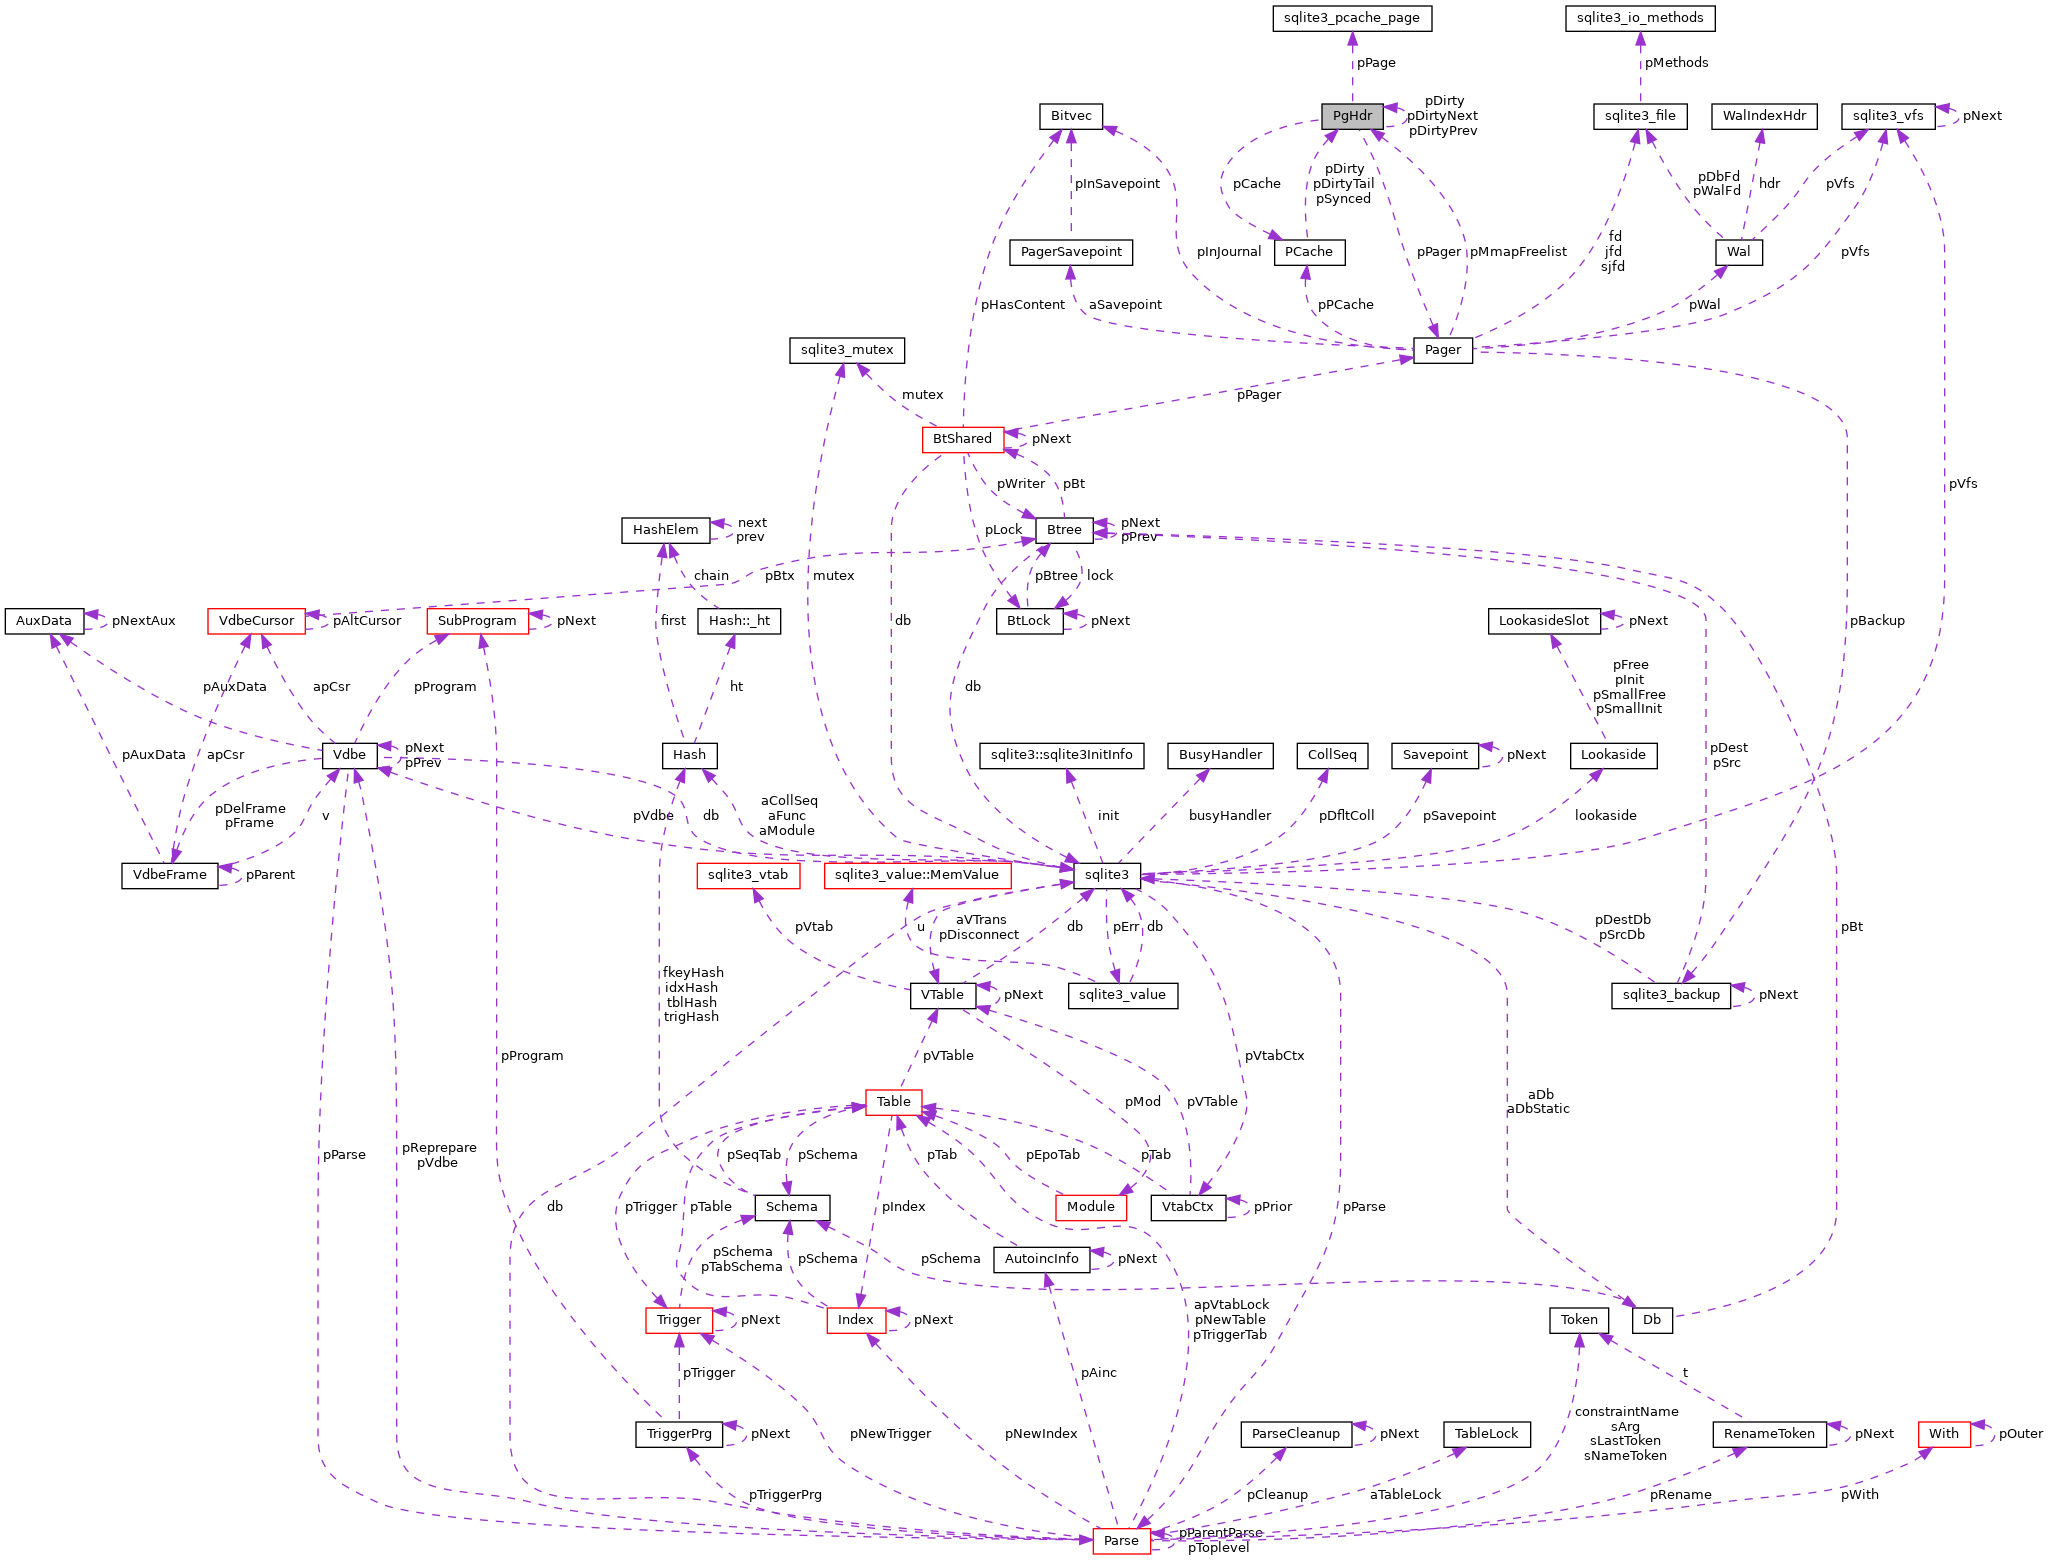 sqlite3_pcache_page
sqlite3_io_methods
pPage
pMethods
Bitvec
PgHdr
pDirty
pDirtyNext
pDirtyPrev
sqlite3_file
WalIndexHdr
sqlite3_vfs
pNext
pInSavepoint
pCache
pDirty
pDirtyTail
pSynced
pDbFd
pWalFd
hdr
pVfs
PagerSavepoint
pInJournal
PCache
pPager
pMmapFreelist
fd
jfd
sjfd
Wal
pVfs
pHasContent
aSavepoint
pPCache
pWal
sqlite3_mutex
Pager
mutex
pPager
BtShared
pNext
pWriter
pBt
pVfs
HashElem
next
prev
pLock
Btree
pNext
pPrev
chain
pBtx
mutex
pBtree
lock
AuxData
pNextAux
VdbeCursor
pAltCursor
SubProgram
pNext
first
Hash::_ht
db
BtLock
pNext
LookasideSlot
pNext
pBackup
pAuxData
apCsr
pProgram
ht
db
pFree
pInit
pSmallFree
pSmallInit
pAuxData
apCsr
Vdbe
pNext
pPrev
Hash
sqlite3::sqlite3InitInfo
BusyHandler
CollSeq
Savepoint
pNext
Lookaside
pDest
pSrc
pDelFrame
pFrame
v
pVdbe
db
aCollSeq
aFunc
aModule
init
busyHandler
pDfltColl
pSavepoint
lookaside
VdbeFrame
pParent
sqlite3_vtab
sqlite3_value::MemValue
sqlite3
pVtab
u
aVTrans
pDisconnect
db
pErr
db
pDestDb
pSrcDb
pBt
fkeyHash
idxHash
tblHash
trigHash
VTable
pNext
sqlite3_value
sqlite3_backup
pNext
pProgram
pVTable
pVtabCtx
Table
pMod
pVTable
aDb
aDbStatic
pParse
pReprepare
pVdbe
pSeqTab
pSchema
pTab
pEpoTab
pTab
db
pTrigger
pTable
Schema
pIndex
Module
VtabCtx
pPrior
pParse
pSchema
pTabSchema
pSchema
pSchema
AutoincInfo
pNext
Trigger
pNext
Index
pNext
apVtabLock
pNewTable
pTriggerTab
Token
Db
pTrigger
pAinc
t
TriggerPrg
pNext
pNewTrigger
pNewIndex
ParseCleanup
pNext
TableLock
constraintName
sArg
sLastToken
sNameToken
RenameToken
pNext
With
pOuter
pTriggerPrg
pCleanup
aTableLock
pRename
pWith
Parse
pParentParse
pToplevel